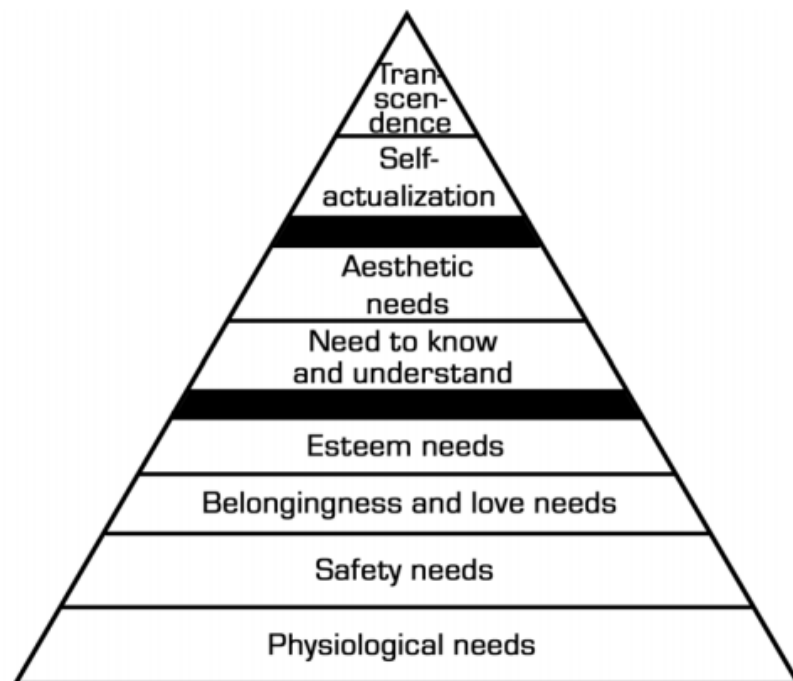 Tran-
scen-
dence
Self-
actualization
Aesthetic
needs
Need to know
and understand
Esteem needs
Belongingness and love needs
Safety needs
Physiological needs